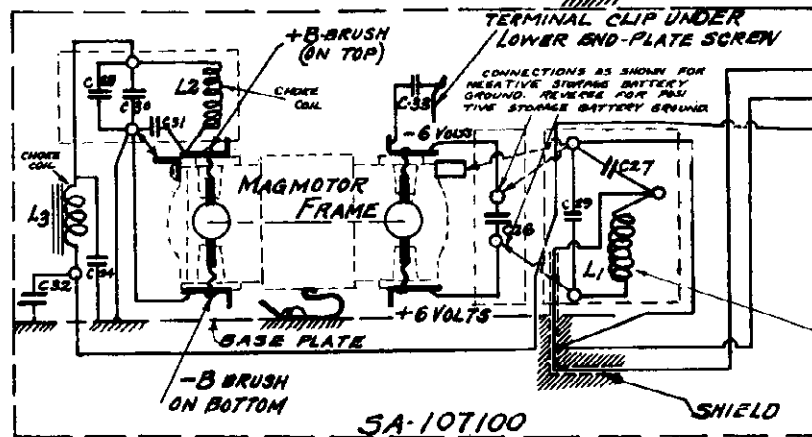 TERMINAL CLIP UNDER
LOWER END-PLATE SCREW
+B-BRUSH
(ON TOP)
CONNECTIONS AS SHOWN FOR
NEGATIVE STORAGE BATTERY
GROUND. REVERSE FOR POSI
TIVE STORAGE BATTERY GROUND.
L2
CHOKE
COIL
C30
C31
C33
-6 VOLTS
CHOKE
COIL
L3
MAGMOTOR
FRAME
C27
C29
C28
L1
C34
C32
+6 VOLTS
BASE PLATE
-B BRUSH
ON BOTTOM
SHIELD
SA-107100